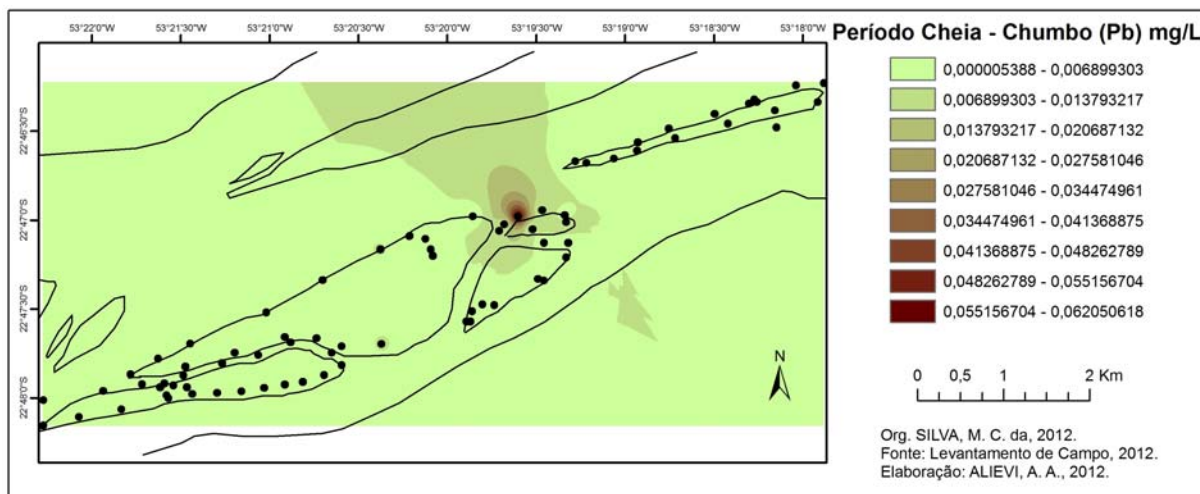 53°22'0"W 53°21'30"W 53°21'0"W 53°20'30"W 53°20'0"W 53°19'30"W 53°19'0"W 53°18'30"W 53°18'0"W
22°46'30"S
22°47'0"S
22°47'30"S
22°48'0"S
N
Período Cheia - Chumbo (Pb) mg/L
0,000005388 - 0,006899303
0,006899303 - 0,013793217
0,013793217 - 0,020687132
0,020687132 - 0,027581046
0,027581046 - 0,034474961
0,034474961 - 0,041368875
0,041368875 - 0,048262789
0,048262789 - 0,055156704
0,055156704 - 0,062050618
0 0,5 1 2 Km
Org. SILVA, M. C. da, 2012.
Fonte: Levantamento de Campo, 2012.
Elaboração: ALIEVI, A. A., 2012.